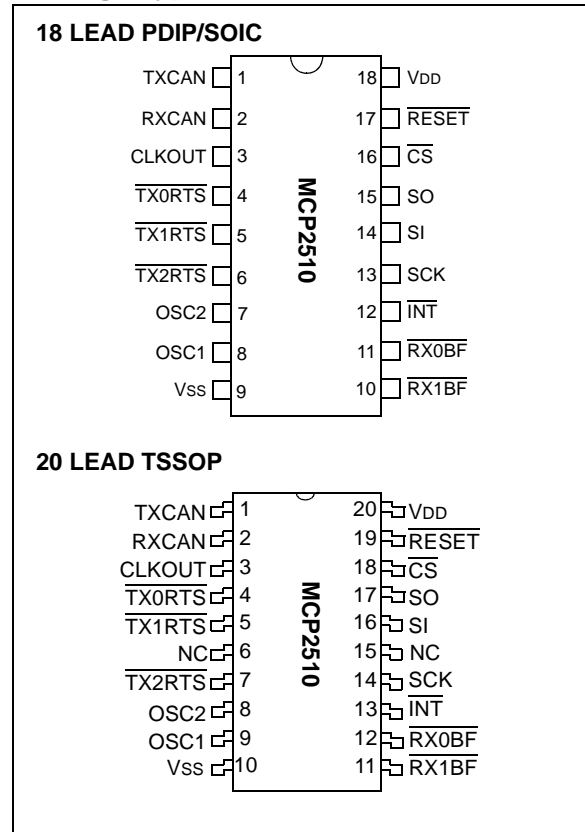 18 LEAD PDIP/SOIC
TXCAN 1 18 VDD
RXCAN 2 17 RESET
CLKOUT 3 16 CS
TX0RTS 4 15 SO
TX1RTS 5 14 SI
TX2RTS 6 13 SCK
OSC2 7 12 INT
OSC1 8 11 RX0BF
Vss 9 10 RX1BF
MCP2510
20 LEAD TSSOP
TXCAN 1 20 VDD
RXCAN 2 19 RESET
CLKOUT 3 18 CS
TX0RTS 4 17 SO
TX1RTS 5 16 SI
NC 6 15 NC
TX2RTS 7 14 SCK
OSC2 8 13 INT
OSC1 9 12 RX0BF
Vss 10 11 RX1BF
MCP2510